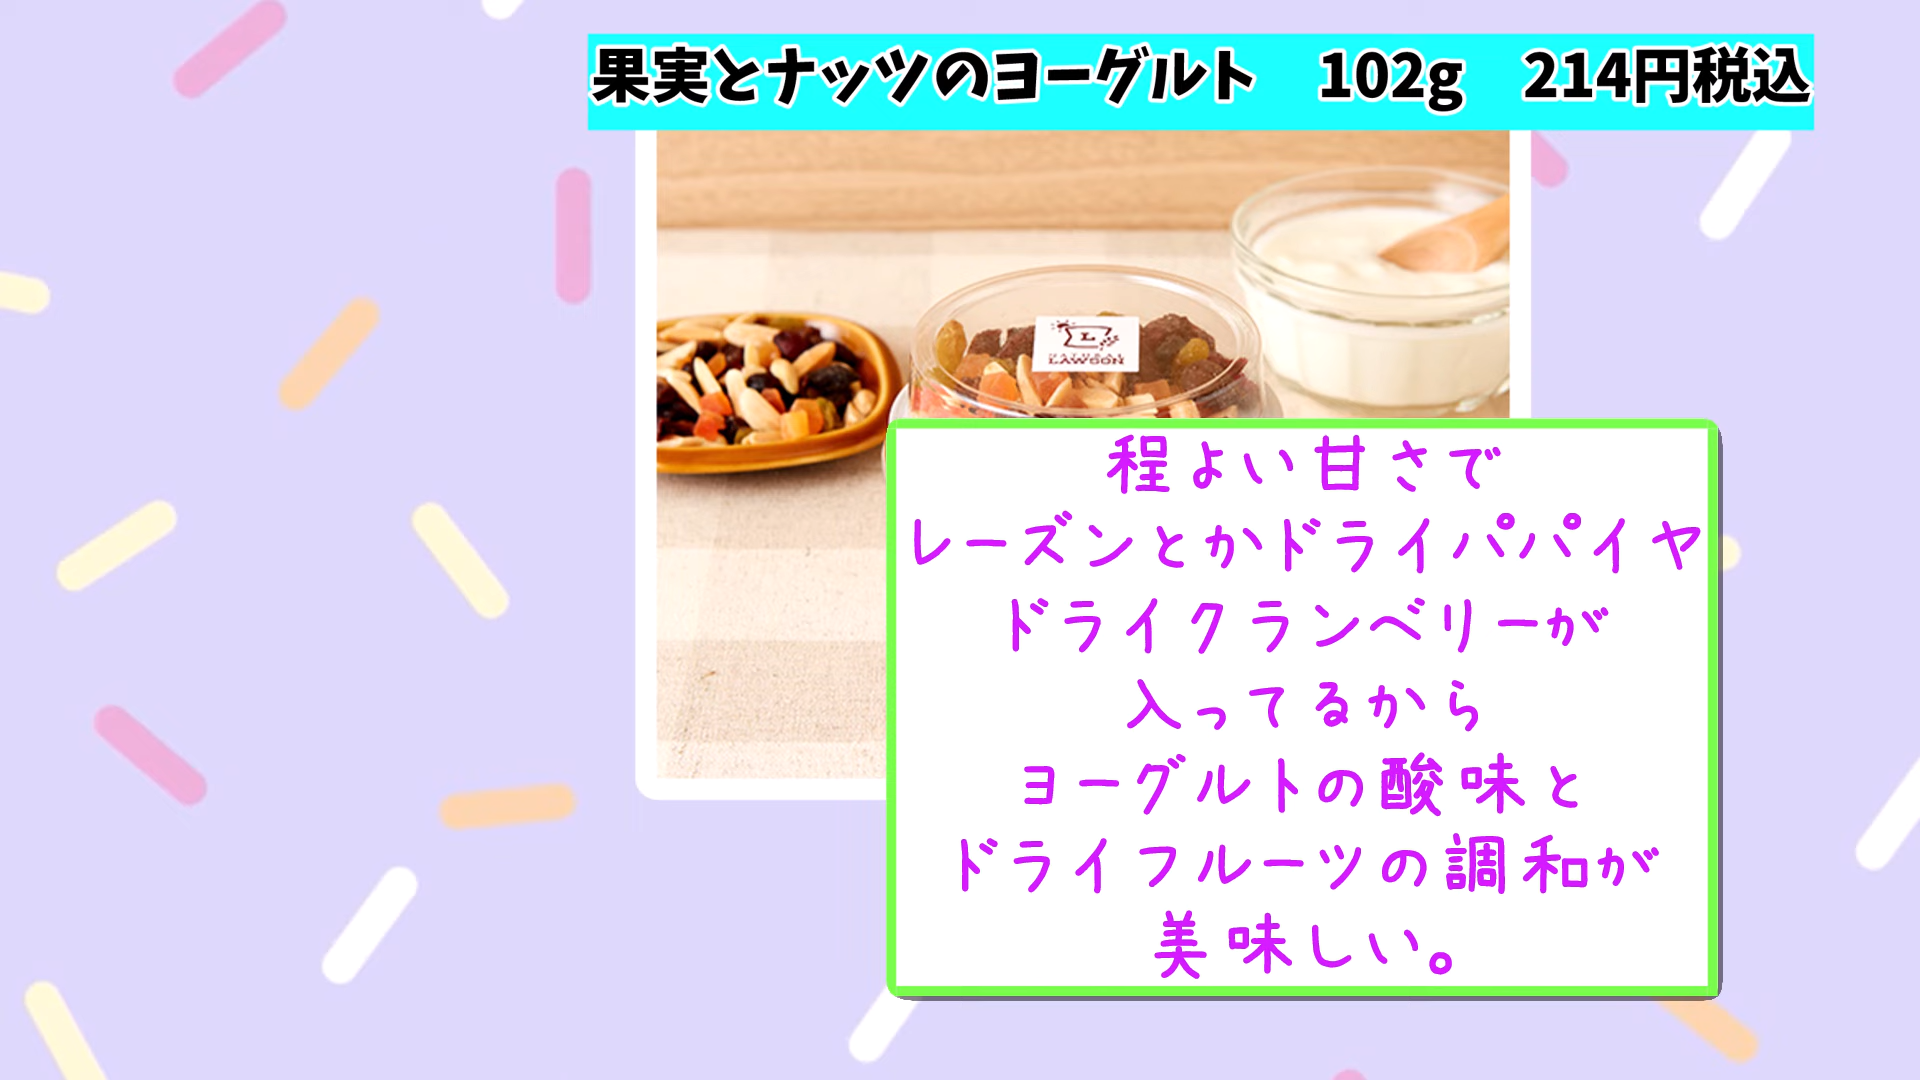 果実とナッツのヨーグルト　102g　214円税込
L
NATURAL
LAWSON
程よい甘さで
レーズンとかドライパパイヤ
ドライクランベリーが
入ってるから
ヨーグルトの酸味と
ドライフルーツの調和が
美味しい。